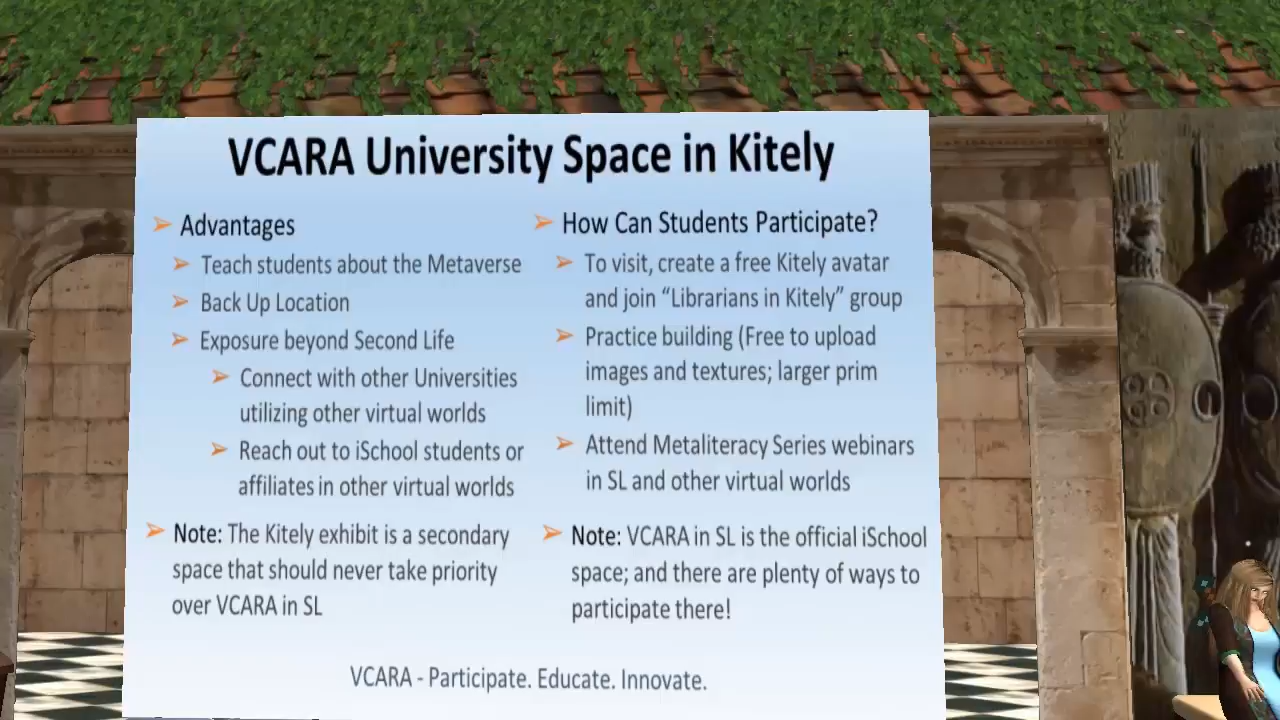 VCARA University Space in Kitely
➢ Advantages
➢ Teach students about the Metaverse
➢ Back Up Location
➢ Exposure beyond Second Life
➢ Connect with other Universities
utilizing other virtual worlds
➢ Reach out to iSchool students or
affiliates in other virtual worlds
➢ Note: The Kitely exhibit is a secondary
space that should never take priority
over VCARA in SL
➢ How Can Students Participate?
➢ To visit, create a free Kitely avatar
and join “Librarians in Kitely” group
➢ Practice building (Free to upload
images and textures; larger prim
limit)
➢ Attend Metaliteracy Series webinars
in SL and other virtual worlds
➢ Note: VCARA in SL is the official iSchool
space; and there are plenty of ways to
participate there!
VCARA - Participate. Educate. Innovate.